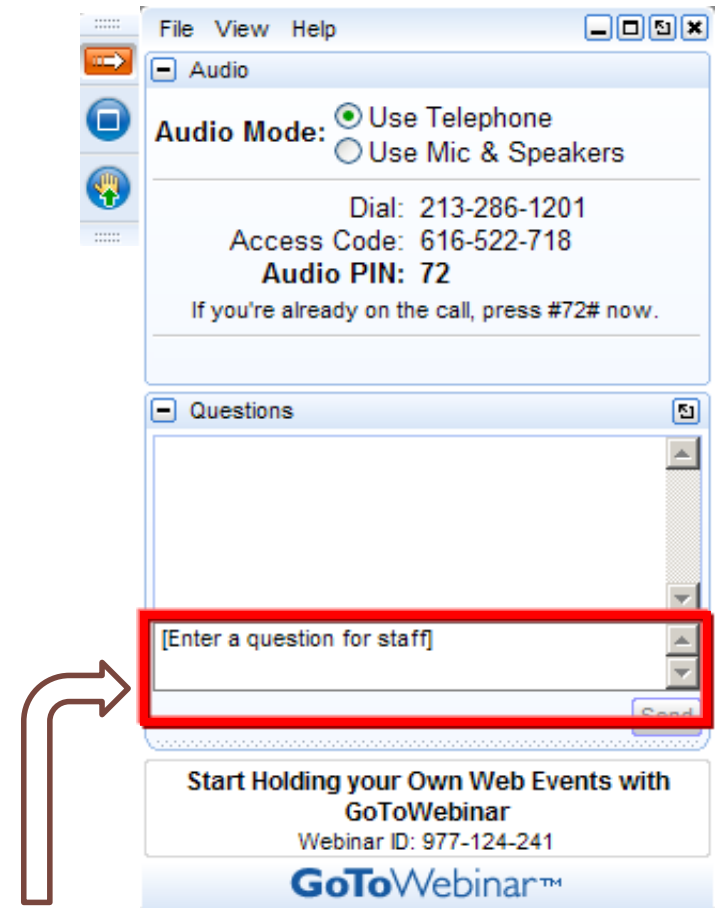 File View Help
Audio
Audio Mode: Use Telephone
Use Mic & Speakers
Dial: 213-286-1201
Access Code: 616-522-718
Audio PIN: 72
If you're already on the call, press #72# now.
Questions
[Enter a question for staff]
Send
Start Holding your Own Web Events with
GoToWebinar
Webinar ID: 977-124-241
GoToWebinar™